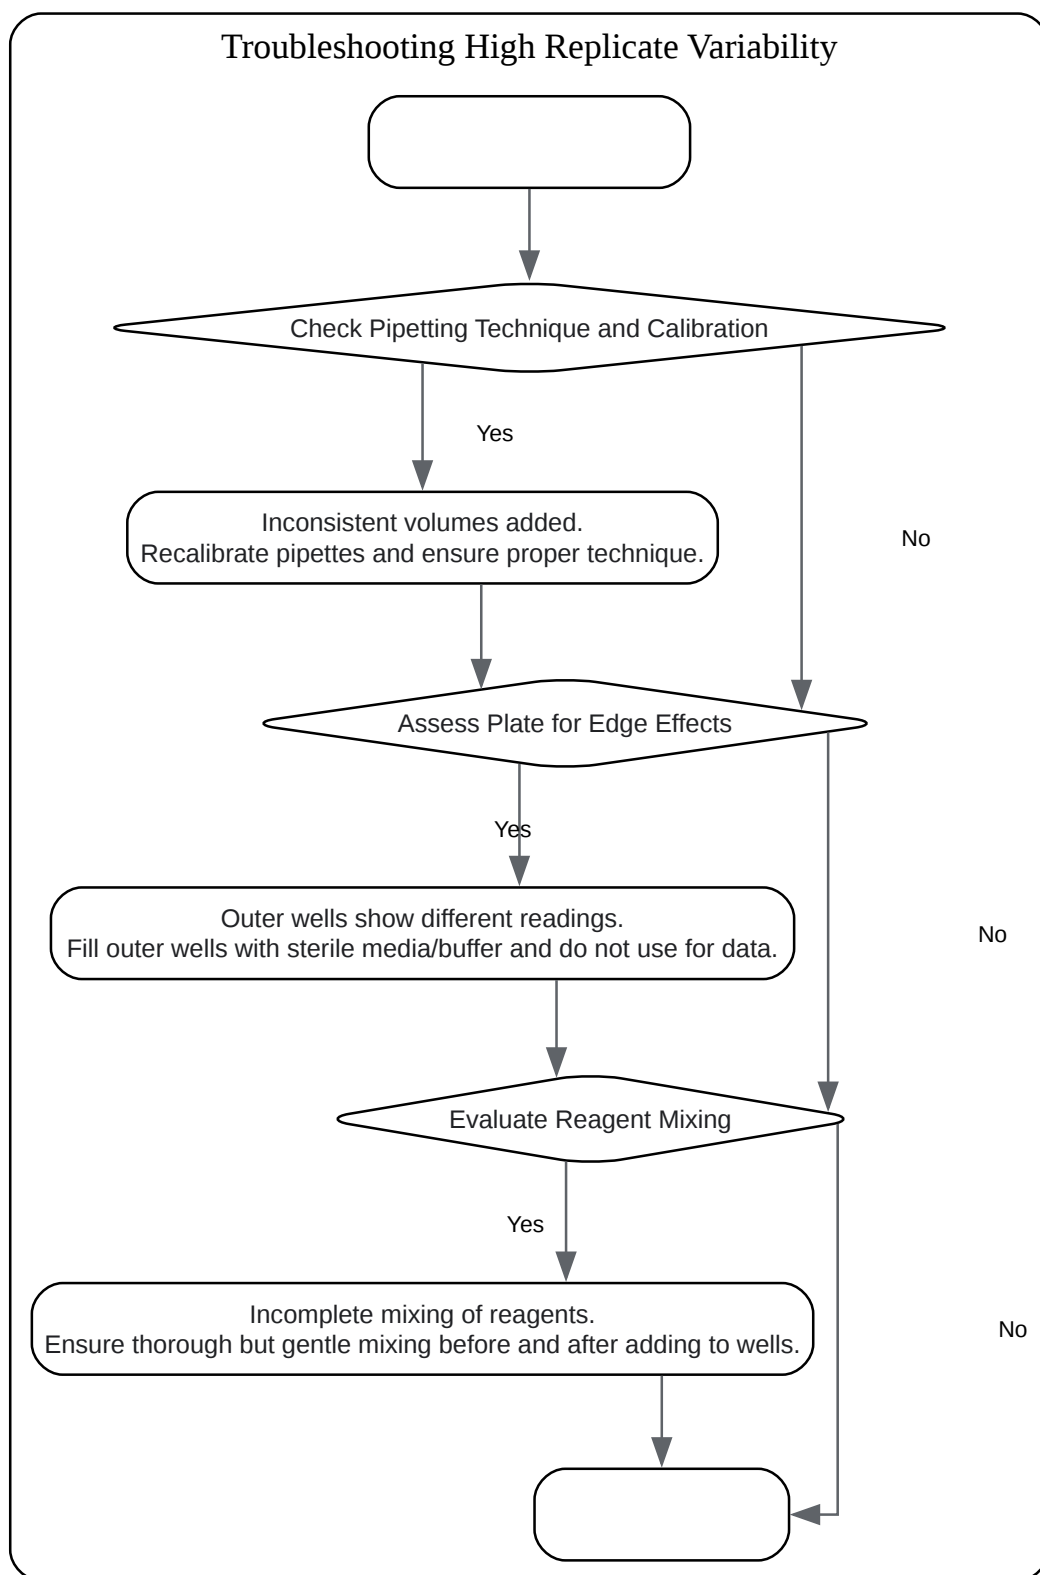 Troubleshooting High Replicate Variability
Check Pipetting Technique and Calibration
Yes
Inconsistent volumes added.
Recalibrate pipettes and ensure proper technique.
No
Assess Plate for Edge Effects
Yes
Outer wells show different readings.
Fill outer wells with sterile media/buffer and do not use for data.
No
Evaluate Reagent Mixing
Yes
Incomplete mixing of reagents.
Ensure thorough but gentle mixing before and after adding to wells.
No